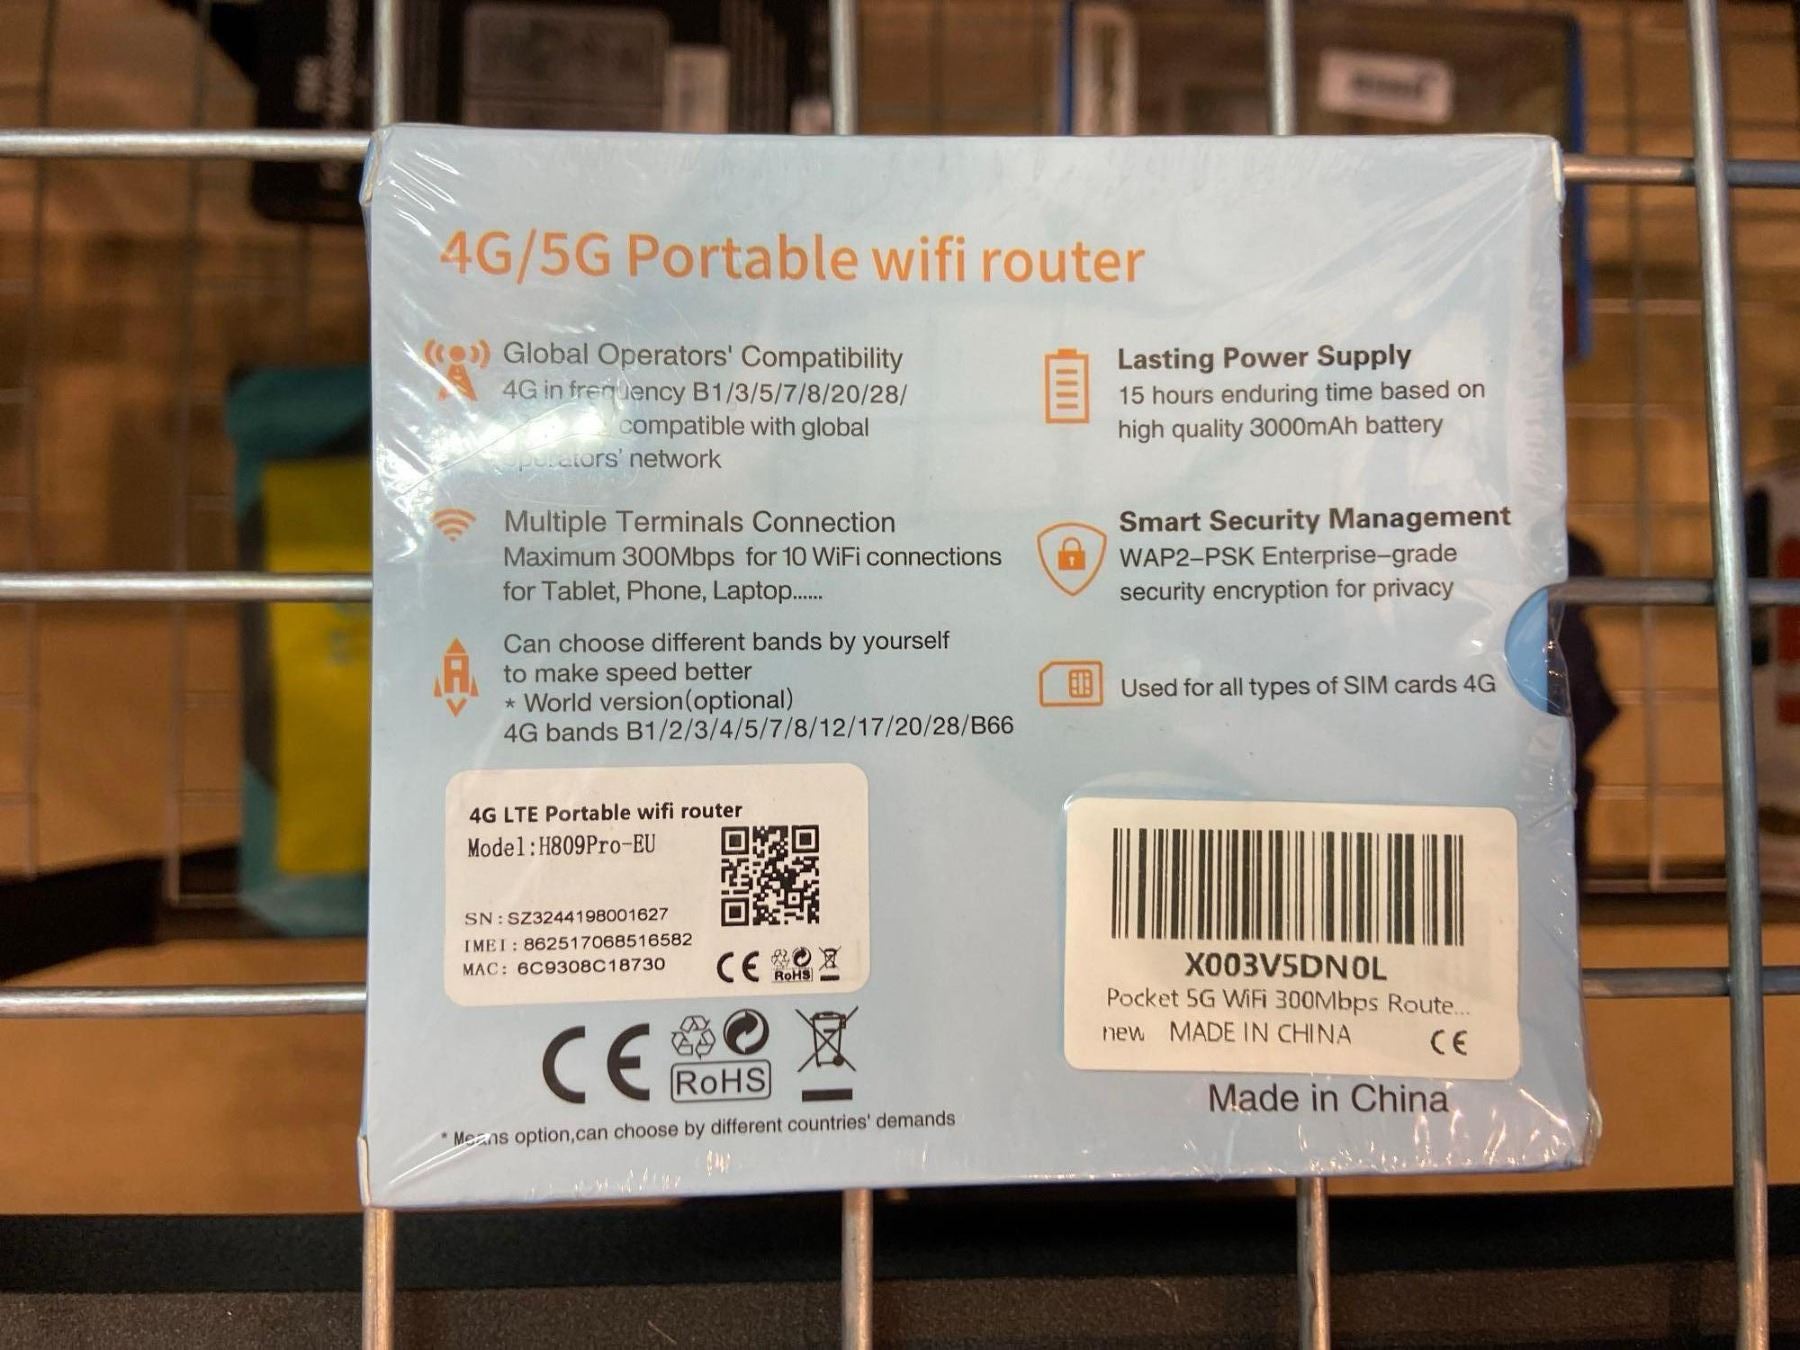 4G/5G Portable wifi router
Global Operators' Compatibility
4G in frequency B1/3/5/7/8/20/28/
compatible with global
operators' network
Multiple Terminals Connection
Maximum 300Mbps for 10 WiFi connections
for Tablet, Phone, Laptop......
Can choose different bands by yourself
to make speed better
* World version(optional)
4G bands B1/2/3/4/5/7/8/12/17/20/28/B66
Lasting Power Supply
15 hours enduring time based on
high quality 3000mAh battery
Smart Security Management
WAP2-PSK Enterprise-grade
security encryption for privacy
Used for all types of SIM cards 4G
4G LTE Portable wifi router
Model:H809Pro-EU
SN:SZ3244198001627
IMEI: 862517068516582
MAC: 6C9308C18730
CE
RoHS
X003V5DN0L
Pocket 5G WiFi 300Mbps Route...
new MADE IN CHINA CE
CE
RoHS
Made in China
* Means option,can choose by different countries' demands